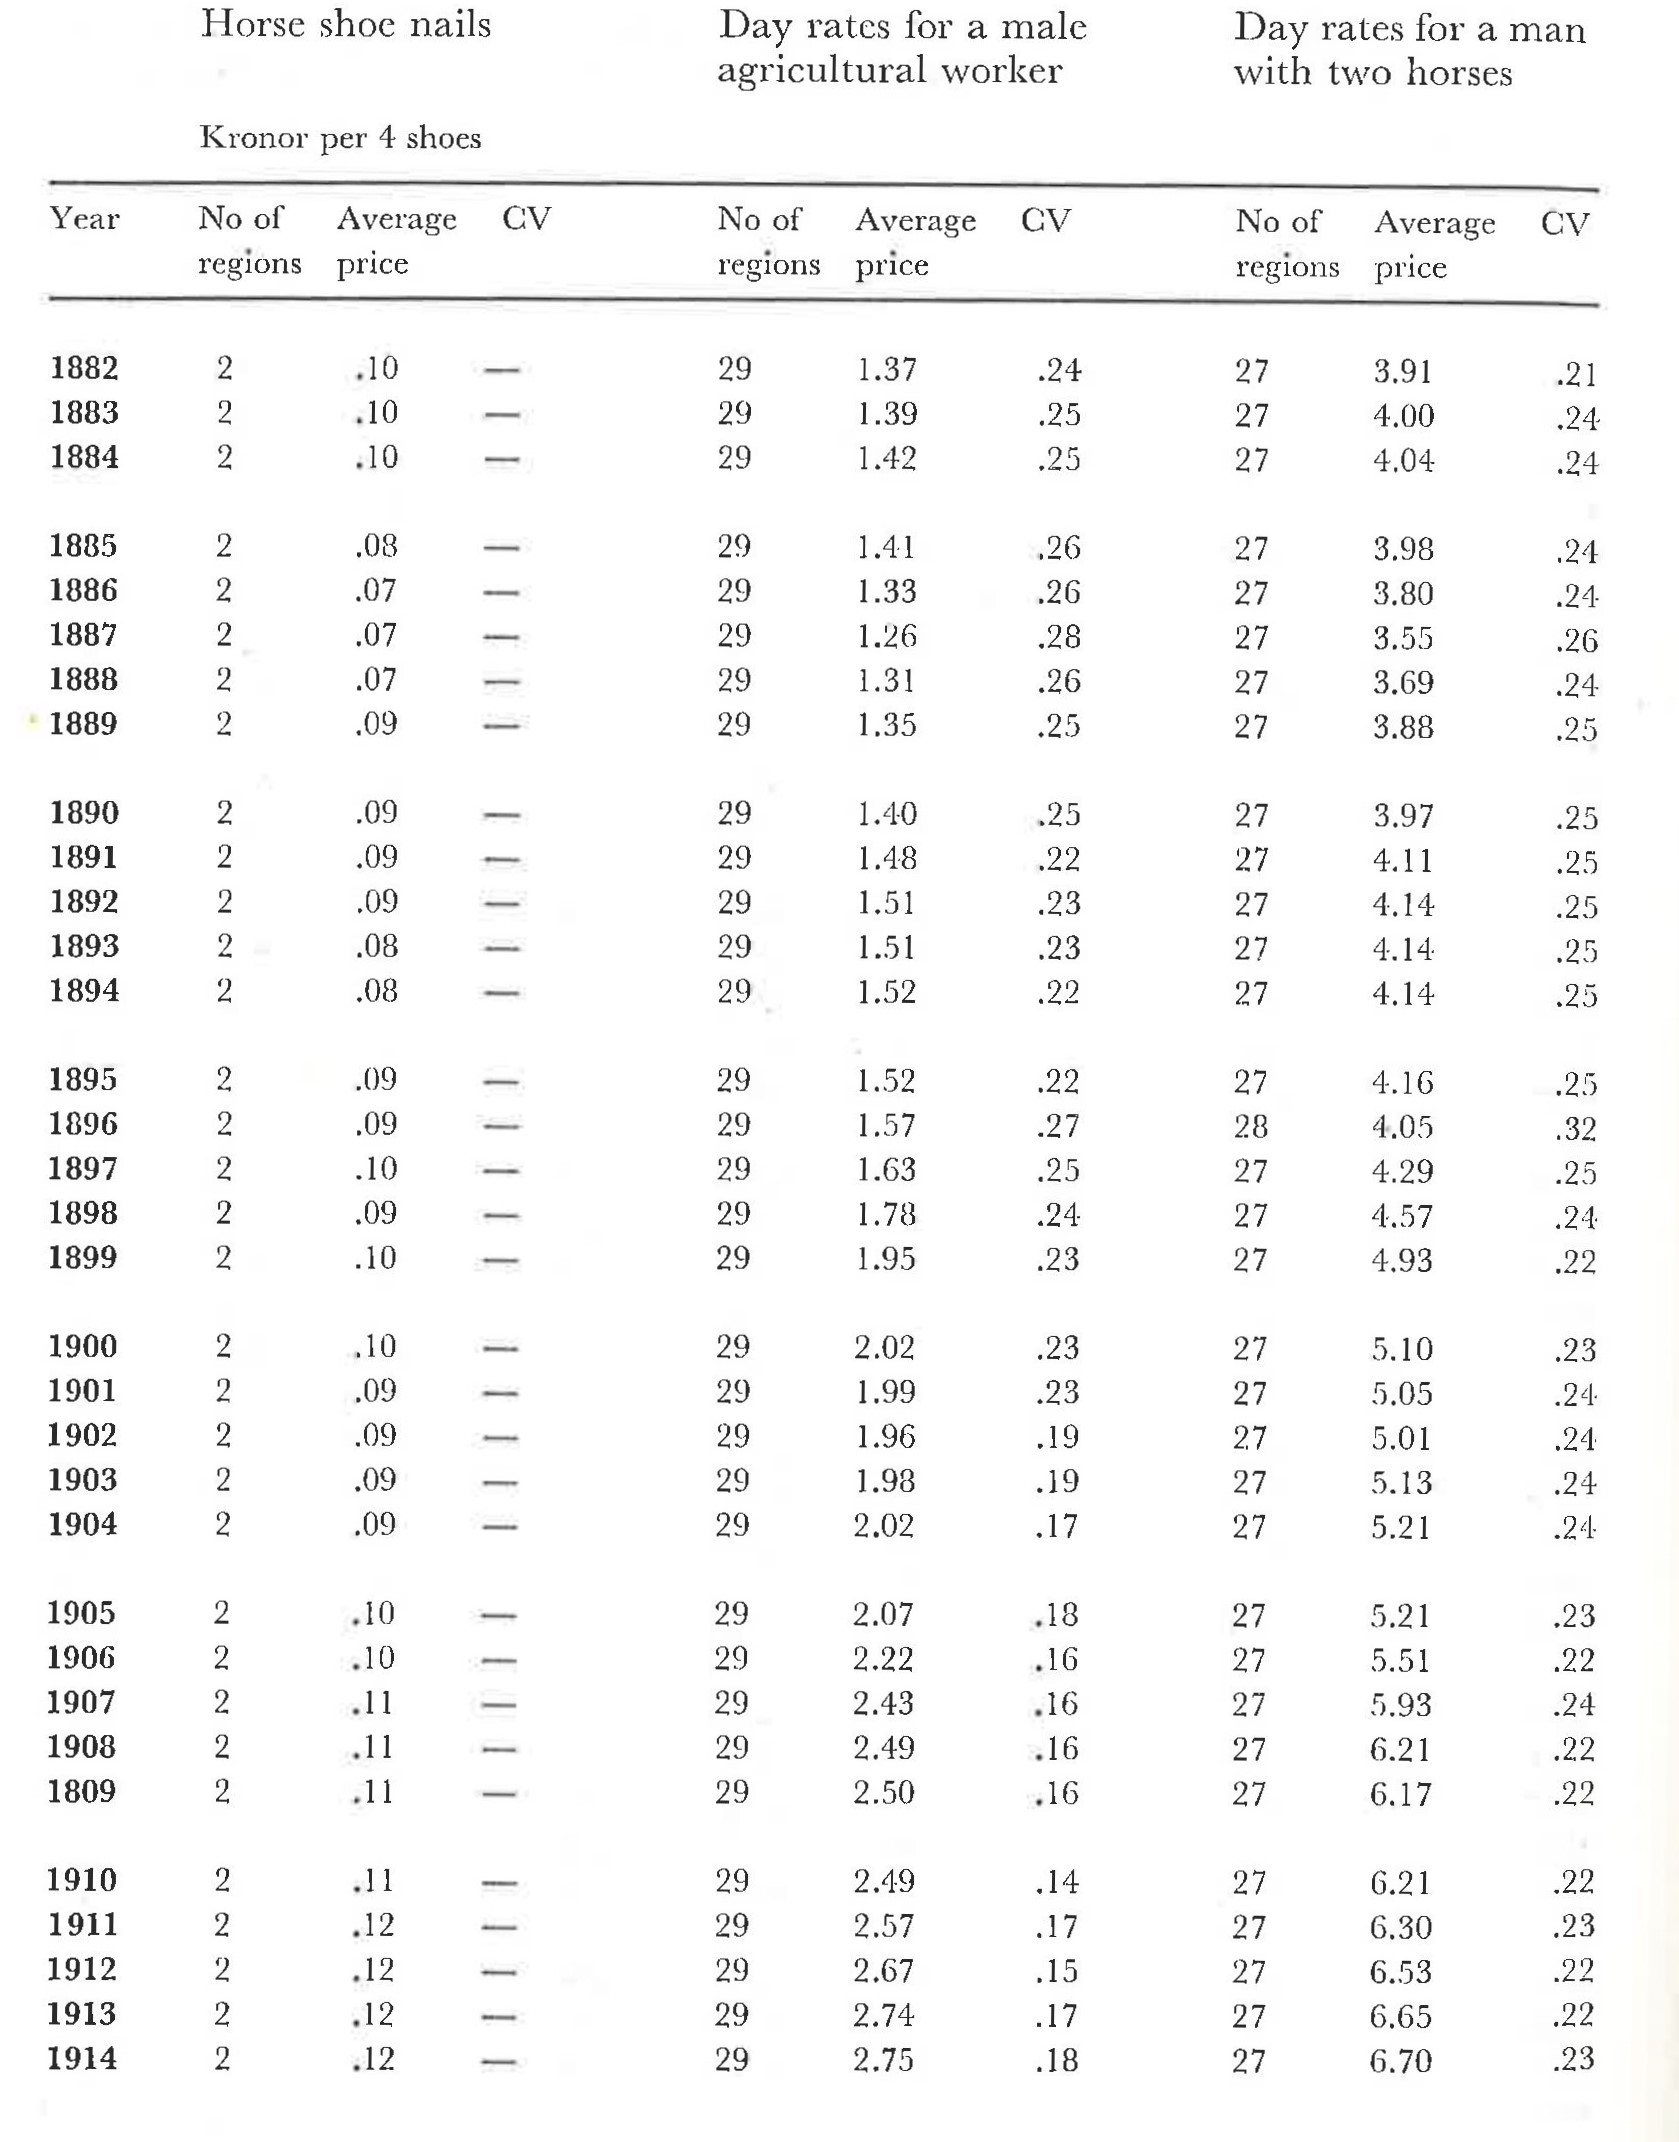 Horse shoe nails Day rates for a male Day rates for a man
agricultural worker with two horses
Kronor per 4 shoes
Year No of Average CV No of Average CV No of Average CV
regions price regions price regions price
1882 2 .10 — 29 1.37 .24 27 3.91 .21
1883 2 .10 — 29 1.39 .25 27 4.00 .24
1884 2 .10 — 29 1.42 .25 27 4.04 .24
1885 2 .08 — 29 1.41 .26 27 3.98 .24
1886 2 .07 — 29 1.33 .26 27 3.80 .24
1887 2 .07 — 29 1.26 .28 27 3.55 .26
1888 2 .07 — 29 1.31 .26 27 3.69 .24
1889 2 .09 — 29 1.35 .25 27 3.88 .25
1890 2 .09 — 29 1.40 .25 27 3.97 .25
1891 2 .09 — 29 1.48 .22 27 4.11 .25
1892 2 .09 — 29 1.51 .23 27 4.14 .25
1893 2 .08 — 29 1.51 .23 27 4.14 .25
1894 2 .08 — 29 1.52 .22 27 4.14 .25
1895 2 .09 — 29 1.52 .22 27 4.16 .25
1896 2 .09 — 29 1.57 .27 28 4.05 .32
1897 2 .10 — 29 1.63 .25 27 4.29 .25
1898 2 .09 — 29 1.78 .24 27 4.57 .24
1899 2 .10 — 29 1.95 .23 27 4.93 .22
1900 2 .10 — 29 2.02 .23 27 5.10 .23
1901 2 .09 — 29 1.99 .23 27 5.05 .24
1902 2 .09 — 29 1.96 .19 27 5.01 .24
1903 2 .09 — 29 1.98 .19 27 5.13 .24
1904 2 .09 — 29 2.02 .17 27 5.21 .24
1905 2 .10 — 29 2.07 .18 27 5.21 .23
1906 2 .10 — 29 2.22 .16 27 5.51 .22
1907 2 .11 — 29 2.43 .16 27 5.93 .24
1908 2 .11 — 29 2.49 .16 27 6.21 .22
1809 2 .11 — 29 2.50 .16 27 6.17 .22
1910 2 .11 — 29 2.49 .14 27 6.21 .22
1911 2 .12 — 29 2.57 .17 27 6.30 .23
1912 2 .12 — 29 2.67 .15 27 6.53 .22
1913 2 .12 — 29 2.74 .17 27 6.65 .22
1914 2 .12 — 29 2.75 .18 27 6.70 .23